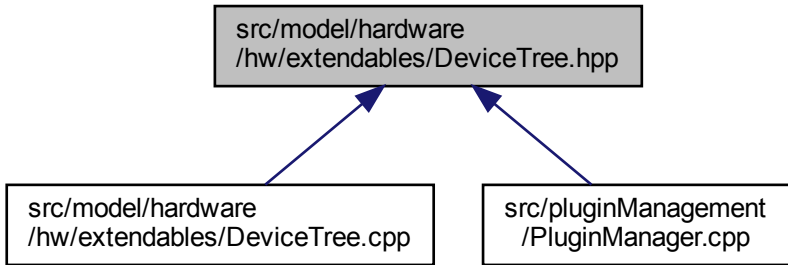 src/model/hardware
/hw/extendables/DeviceTree.hpp
src/model/hardware
/hw/extendables/DeviceTree.cpp
src/pluginManagement
/PluginManager.cpp